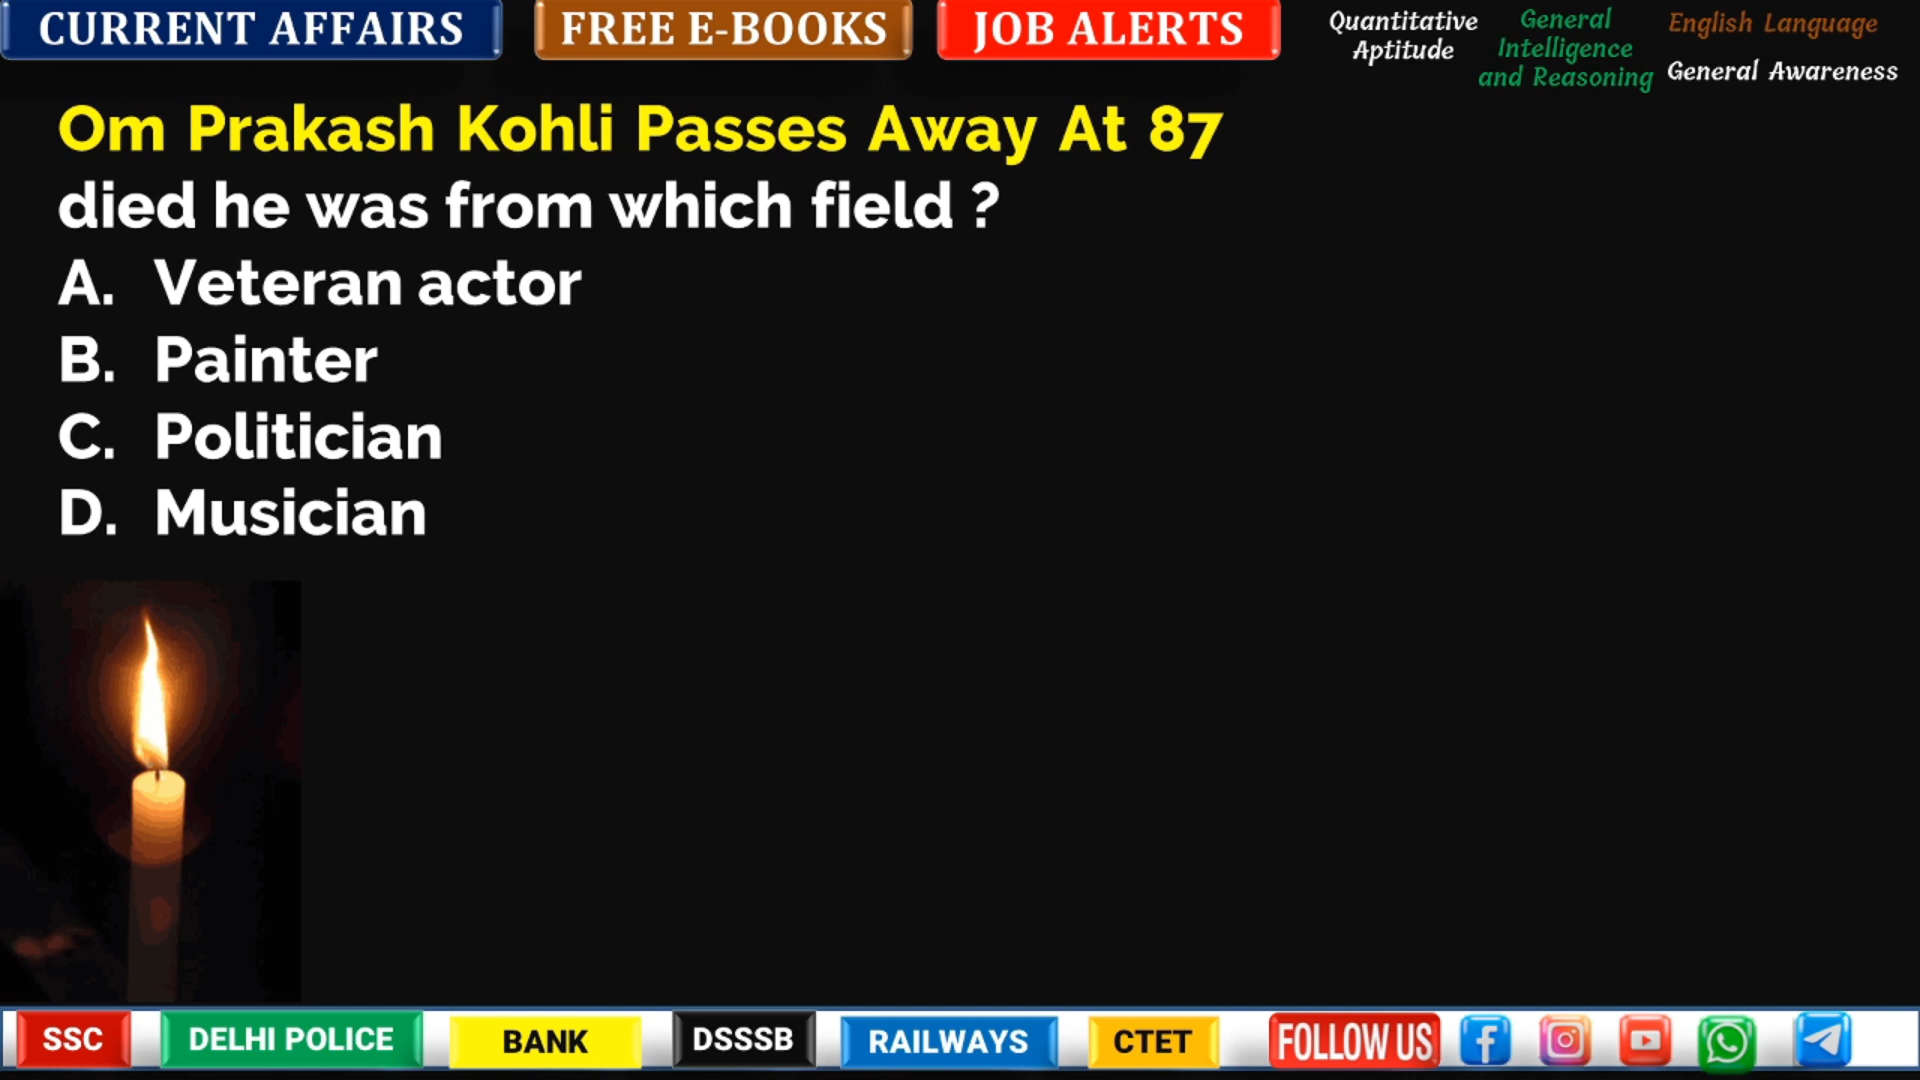 CURRENT AFFAIRS
FREE E-BOOKS
JOB ALERTS
Quantitative
Aptitude
General
Intelligence
and Reasoning
English Language
General Awareness
Om Prakash Kohli Passes Away At 87
died he was from which field ?
A. Veteran actor
B. Painter
C. Politician
D. Musician
SSC
DELHI POLICE
BANK
DSSSB
RAILWAYS
CTET
FOLLOW US